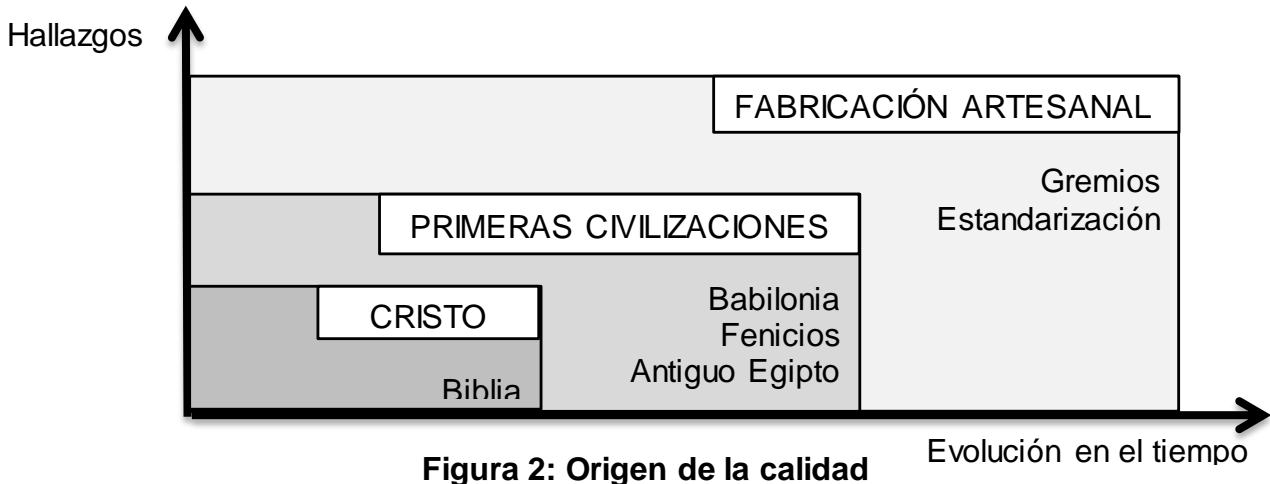 Hallazgos
FABRICACIÓN ARTESANAL
Gremios
Estandarización
PRIMERAS CIVILIZACIONES
Babilonia
Fenicios
Antiguo Egipto
CRISTO
Biblia
Evolución en el tiempo
Figura 2: Origen de la calidad